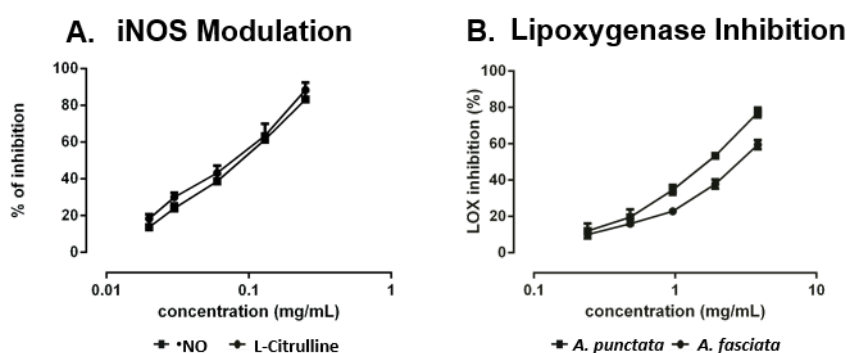 A. iNOS Modulation
% of inhibition
100
80
60
40
20
0
0.01
0.1
1
concentration (mg/mL)
•NO
L-Citrulline
B. Lipoxygenase Inhibition
LOX inhibition (%)
100
80
60
40
20
0
0.1
1
10
concentration (mg/mL)
A. punctata
A. fasciata